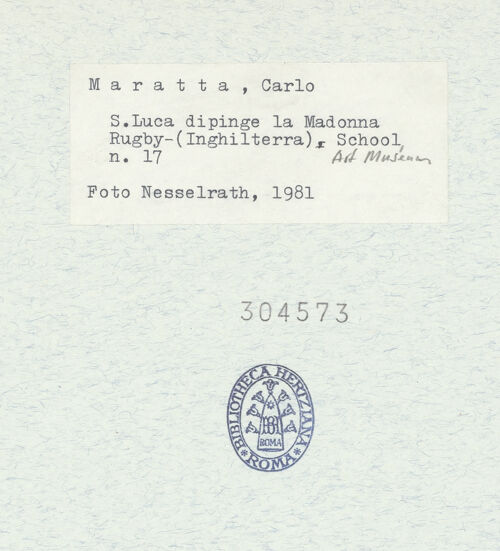 Maratta, Carlo
S.Luca dipinge la Madonna
Rugby-(Inghilterra), School
n. 17 Art Museum
Foto Nesselrath, 1981
304573
BIBLIOTHECA HERTZIANA
BH
ROMA
* ROMA *